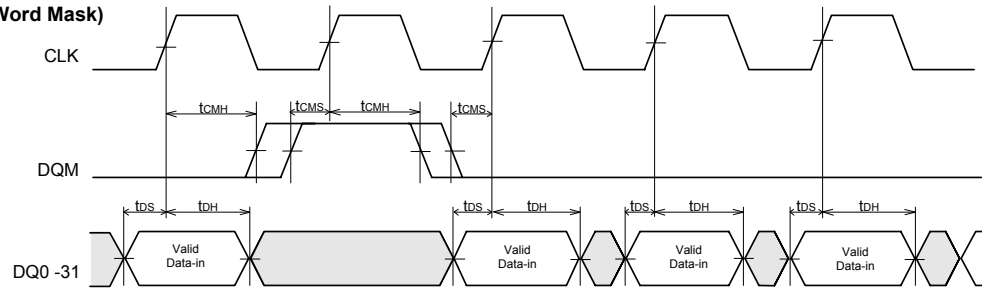 Word Mask)
CLK
tCMH tCMS tCMH tCMS
DQM
tDS tDH tDS tDH tDS tDH tDS tDH
Valid Data-in Valid Data-in Valid Data-in Valid Data-in
DQ0 -31